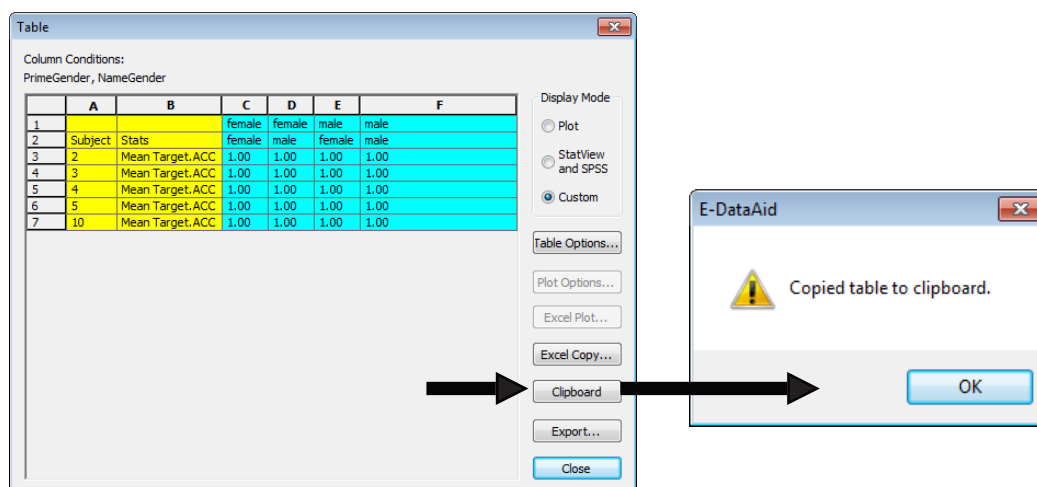 Table
Column Conditions:
PrimeGender, NameGender
A B C D E F
1 female female male male
2 Subject Stats female male female male
3 2 Mean Target.ACC 1.00 1.00 1.00 1.00
4 3 Mean Target.ACC 1.00 1.00 1.00 1.00
5 4 Mean Target.ACC 1.00 1.00 1.00 1.00
6 5 Mean Target.ACC 1.00 1.00 1.00 1.00
7 10 Mean Target.ACC 1.00 1.00 1.00 1.00
Display Mode
Plot
StatView
and SPSS
Custom
Table Options...
Plot Options...
Excel Plot...
Excel Copy...
Clipboard
Export...
Close
E-DataAid
Copied table to clipboard.
OK